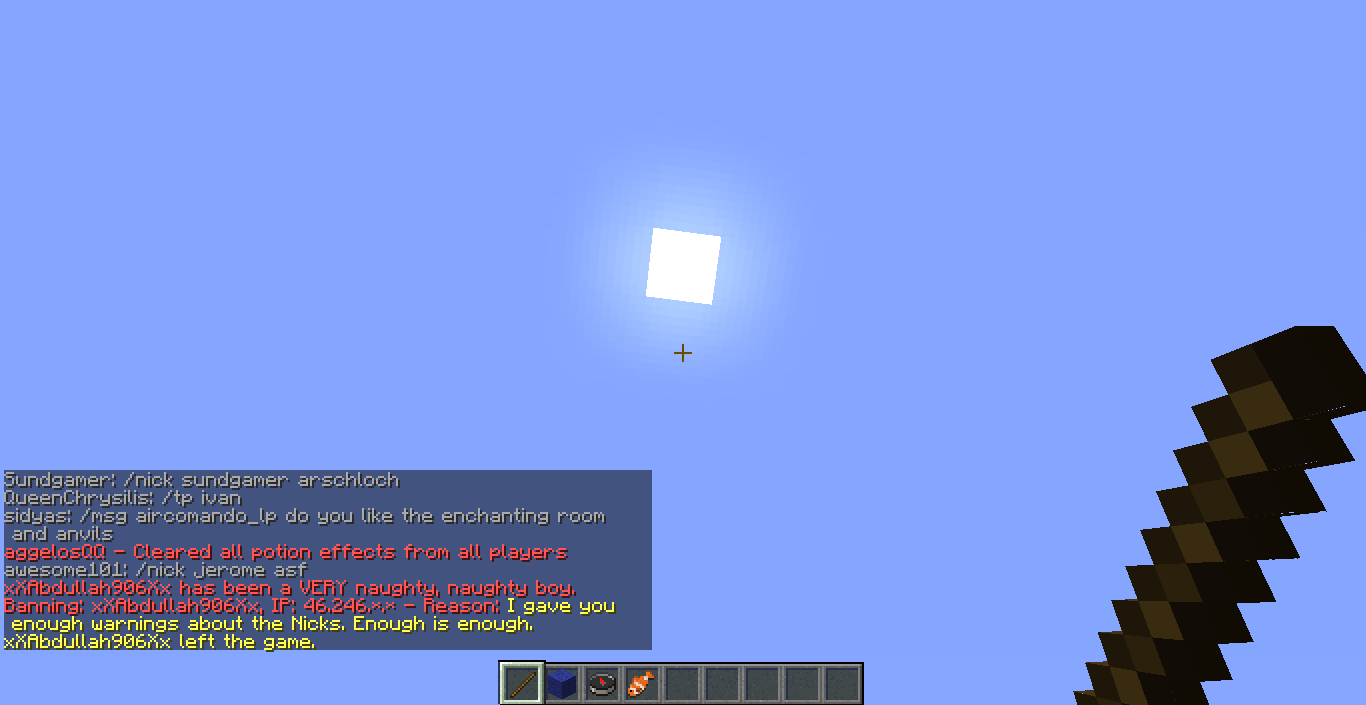 Sundgamer: /nick sundgamer arschloch
QueenChrysilis: /tp ivan
sidyas: /msg aircomando_lp do you like the enchanting room
and anvils
aggelosQQ - Cleared all potion effects from all players
awesome101: /nick jerome asf
xXAbdullah906Xx has been a VERY naughty, naughty boy.
Banning: xXAbdullah906Xx, IP: 46.246.*.* - Reason: I gave you
enough warnings about the Nicks. Enough is enough.
xXAbdullah906Xx left the game.